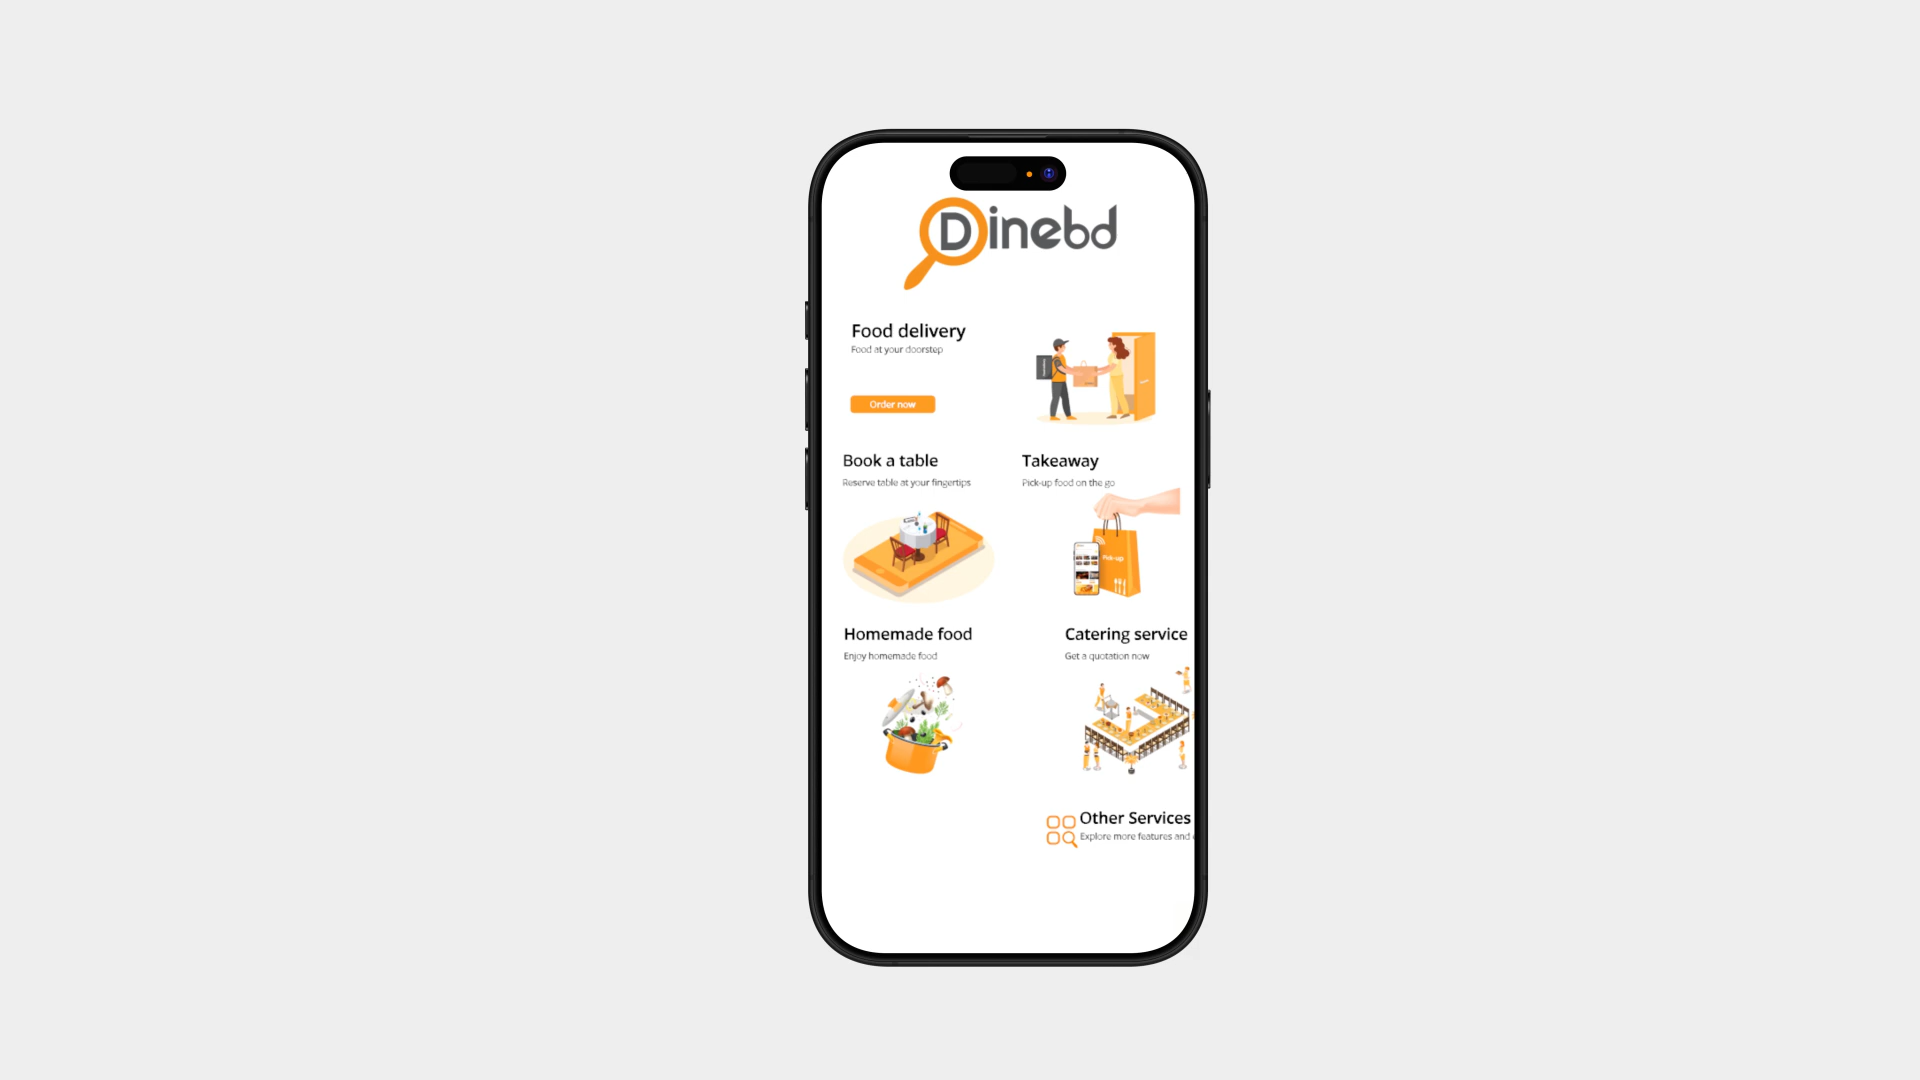 Dinebd
Food delivery
Food at your doorstep
Order now
Book a table
Reserve table at your fingertips
Takeaway
Pick-up food on the go
Pick-up
Homemade food
Enjoy homemade food
Catering service
Get a quotation now
Other Services
Explore more features and